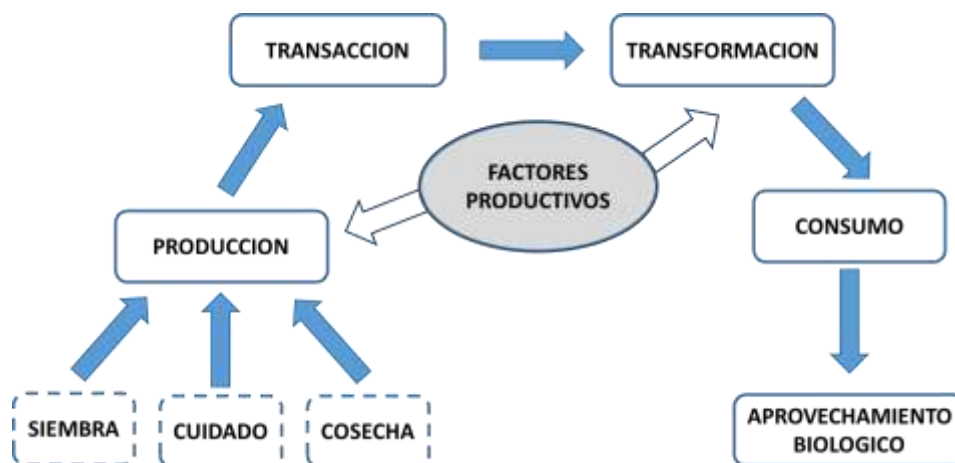 TRANSACCION
TRANSFORMACION
FACTORES
PRODUCTIVOS
PRODUCCION
CONSUMO
SIEMBRA
CUIDADO
COSECHA
APROVECHAMIENTO
BIOLOGICO